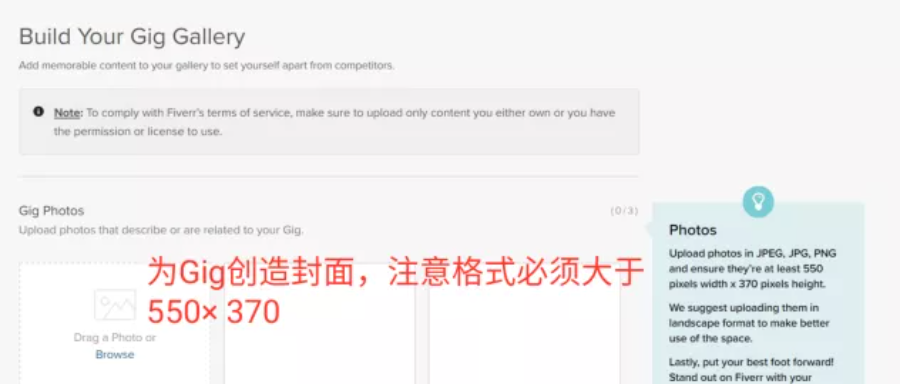 Build Your Gig Gallery
Add memorable content to your gallery to set yourself apart from competitors.
Note: To comply with Fiverr's terms of service, make sure to upload only content you either own or you have
the permission or license to use.
Gig Photos
(0/3)
Upload photos that describe or are related to your Gig.
为Gig创造封面，注意格式必须大于
550× 370
Drag a Photo or
Browse
Photos
Upload photos in JPEG, JPG, PNG
and ensure they're at least 550
pixels width x 370 pixels height.
We suggest uploading them in
landscape format to make better
use of the space.
Lastly, put your best foot forward!
Stand out on Fiverr with your